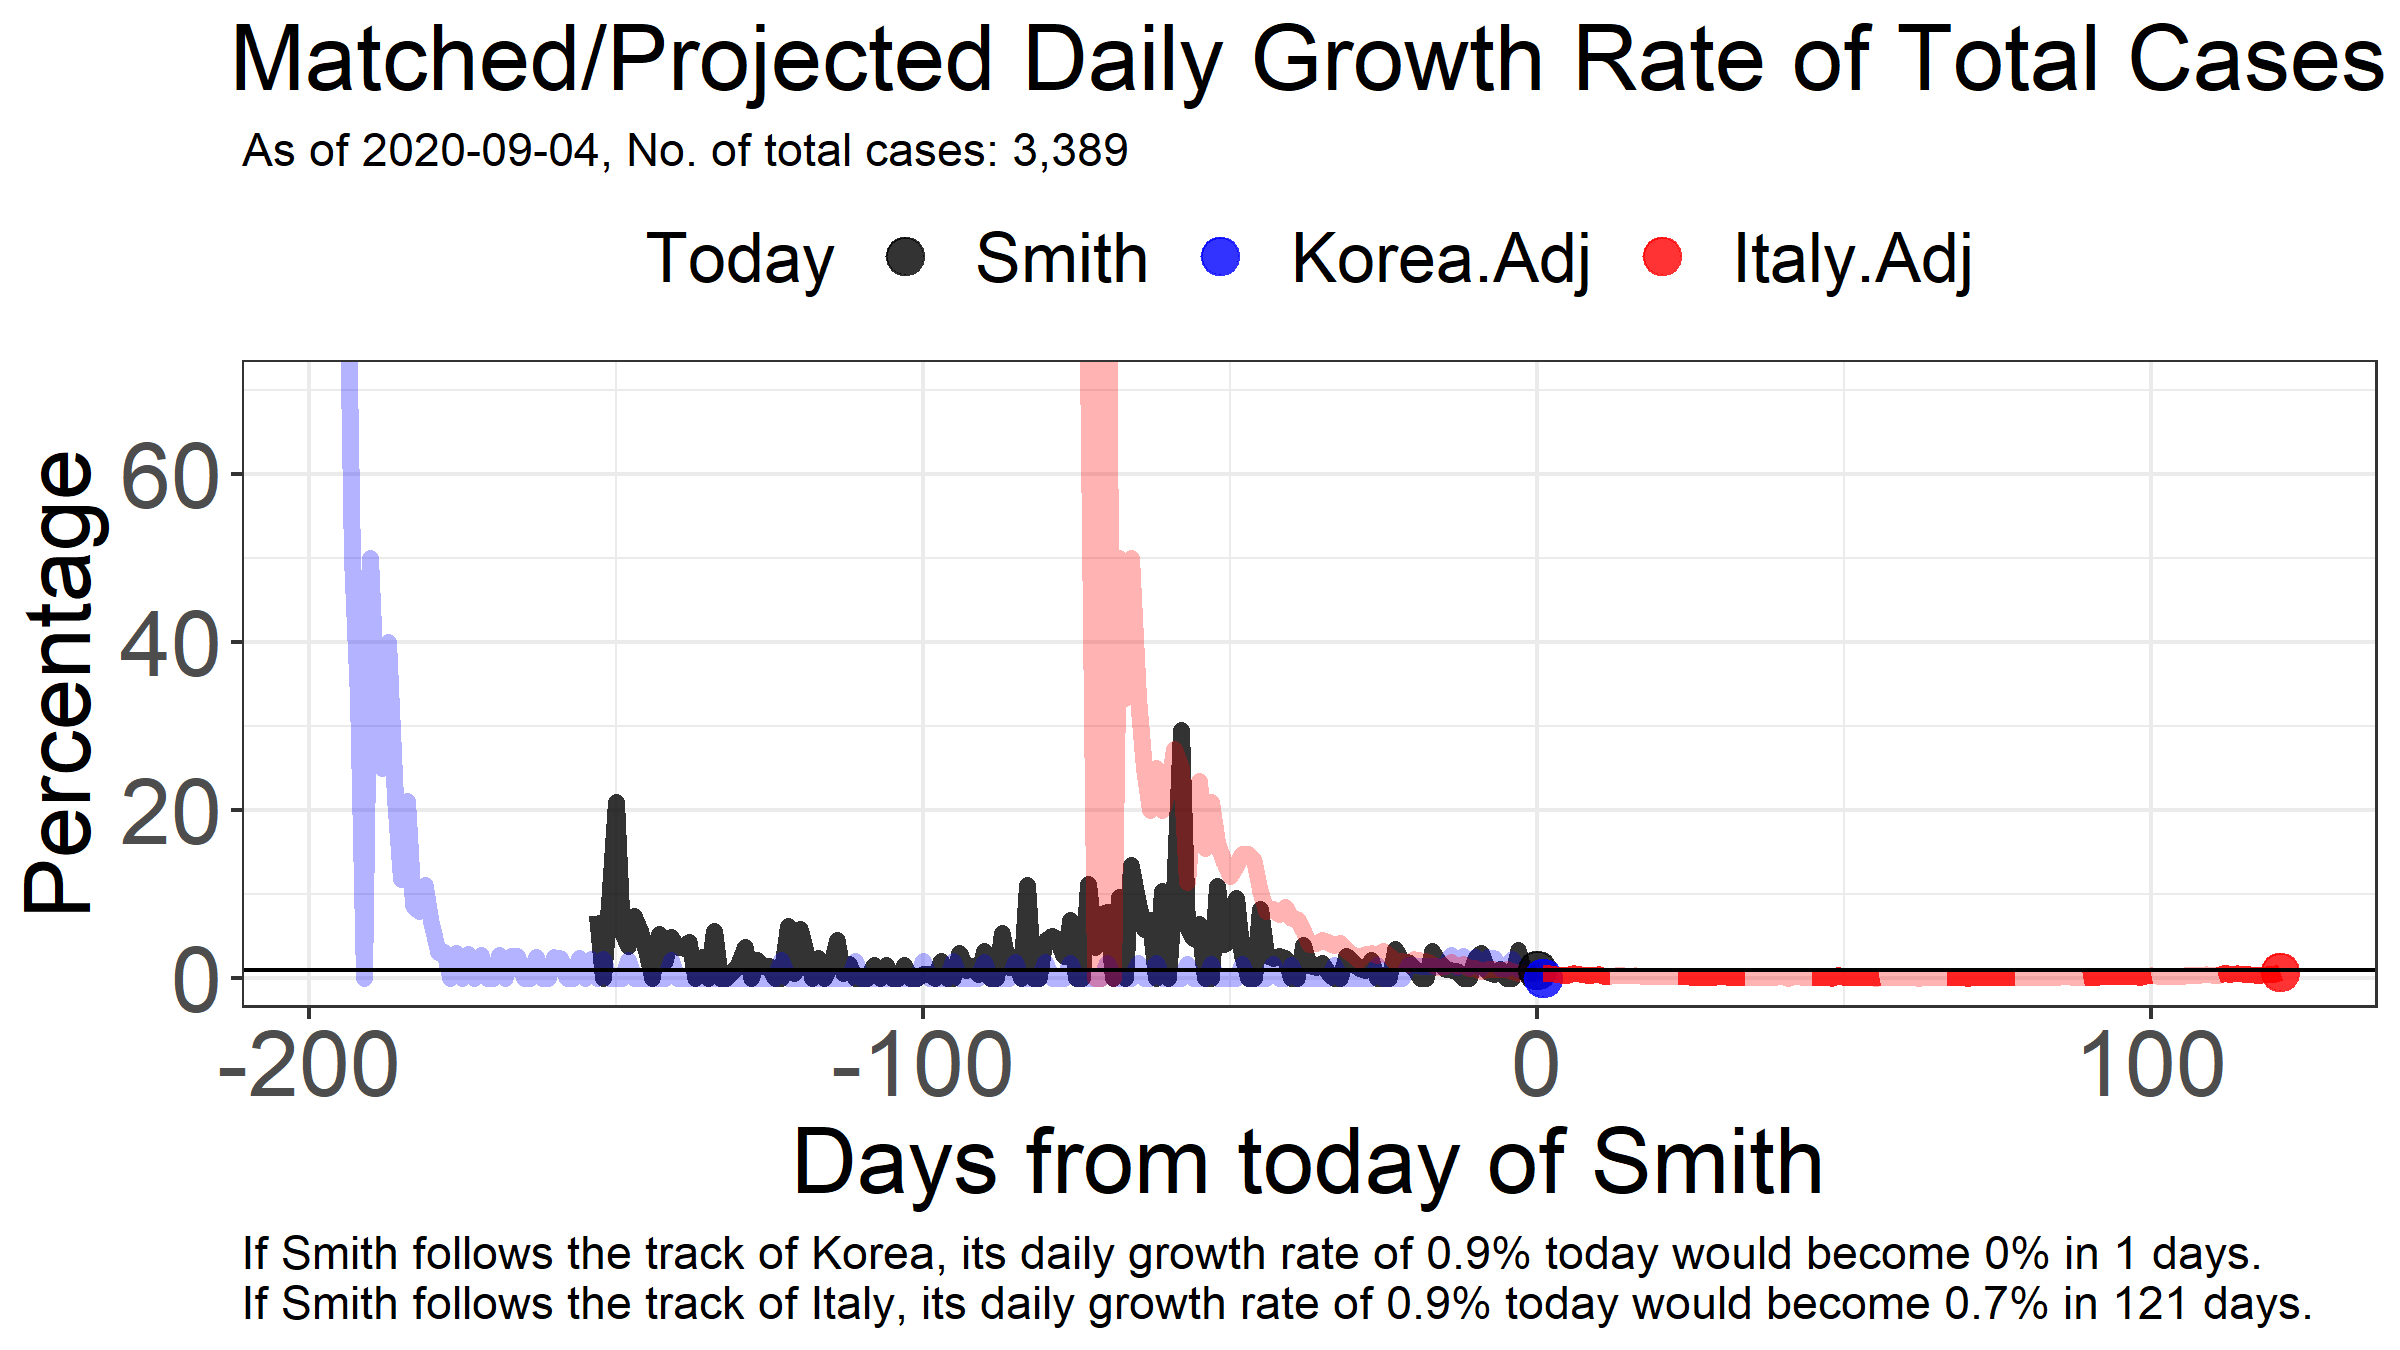 Matched/Projected Daily Growth Rate of Total Cases
As of 2020-09-04, No. of total cases: 3,389
Today Smith Korea.Adj Italy.Adj
Percentage
60
40
20
0
-200 -100 0 100
Days from today of Smith
If Smith follows the track of Korea, its daily growth rate of 0.9% today would become 0% in 1 days.
If Smith follows the track of Italy, its daily growth rate of 0.9% today would become 0.7% in 121 days.